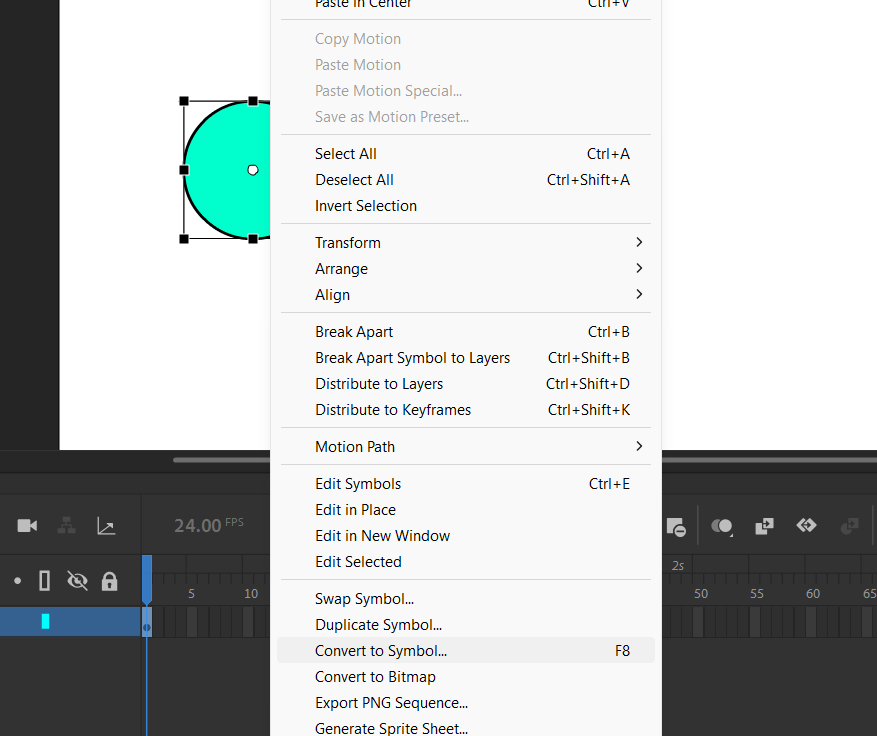 Paste in Center Ctrl+V
Copy Motion
Paste Motion
Paste Motion Special...
Save as Motion Preset...
Select All Ctrl+A
Deselect All Ctrl+Shift+A
Invert Selection
Transform
Arrange
Align
Break Apart Ctrl+B
Break Apart Symbol to Layers Ctrl+Shift+B
Distribute to Layers Ctrl+Shift+D
Distribute to Keyframes Ctrl+Shift+K
Motion Path
Edit Symbols Ctrl+E
Edit in Place
Edit in New Window
Edit Selected
Swap Symbol...
Duplicate Symbol...
Convert to Symbol... F8
Convert to Bitmap
Export PNG Sequence...
Generate Sprite Sheet...
24.00 FPS
2s
5 10 50 55 60 65